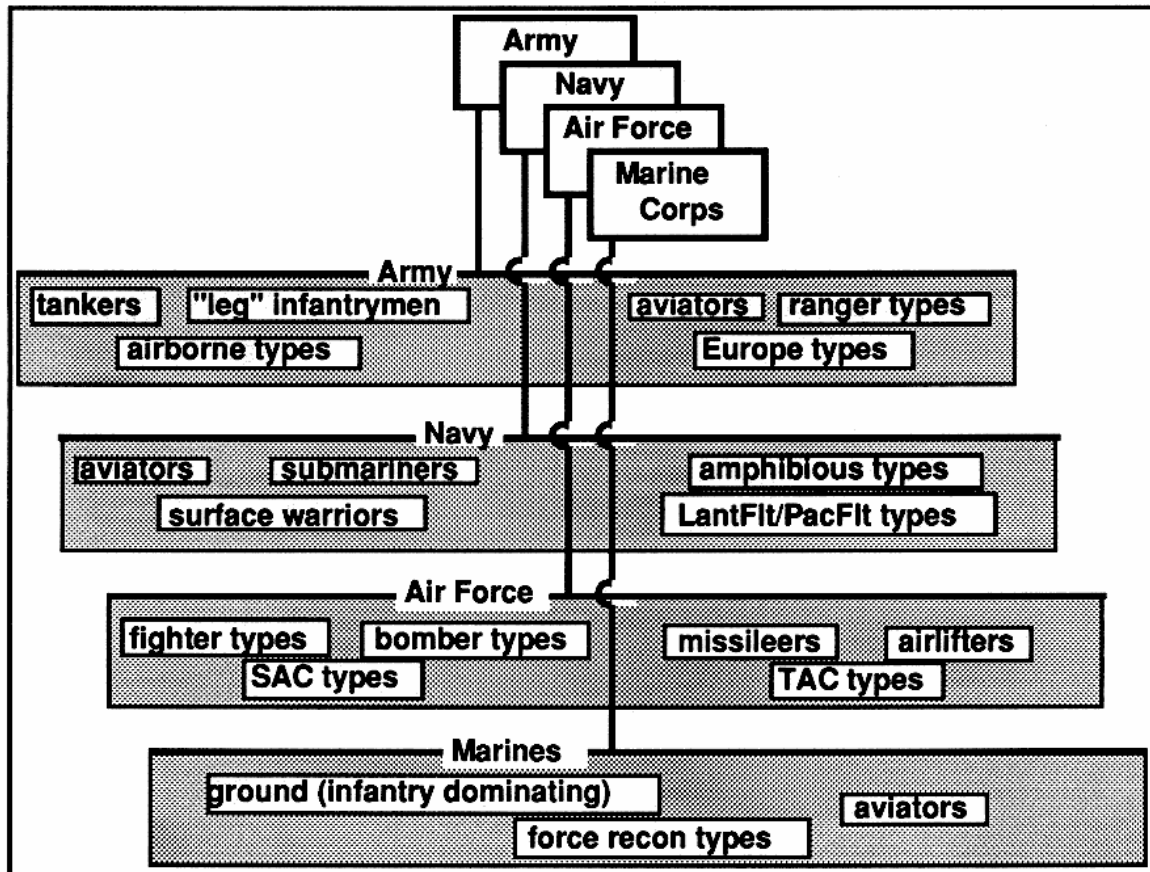 Army
Navy
Air Force
Marine
Corps
Army
tankers "leg" infantrymen aviators ranger types
airborne types Europe types
Navy
aviators submariners amphibious types
surface warriors LantFlt/PacFlt types
Air Force
fighter types bomber types missileers airlifters
SAC types TAC types
Marines
ground (infantry dominating) aviators
force recon types